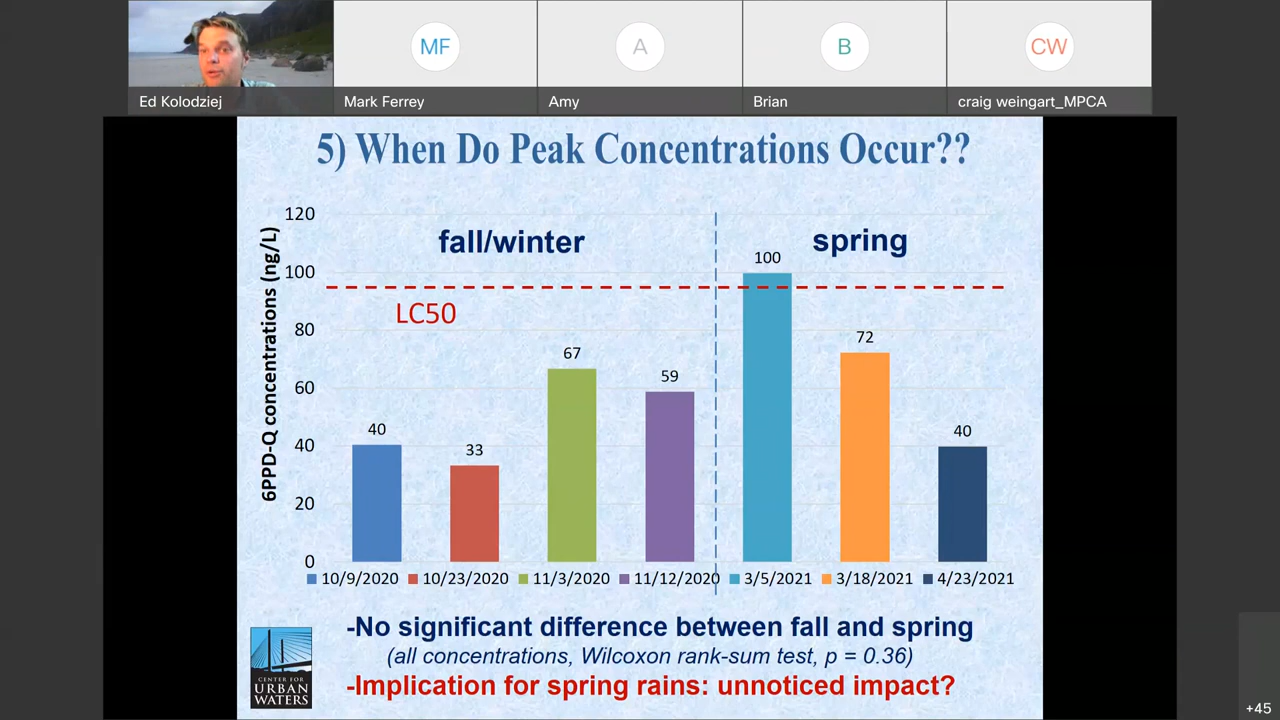 MF
A
B
CW
Ed Kolodziej
Mark Ferrey
Amy
Brian
craig weingart_MPCA
5) When Do Peak Concentrations Occur??
6PPD-Q concentrations (ng/L)
120
100
80
60
40
20
0
fall/winter
spring
LC50
40
33
67
59
100
72
40
10/9/2020
10/23/2020
11/3/2020
11/12/2020
3/5/2021
3/18/2021
4/23/2021
-No significant difference between fall and spring
(all concentrations, Wilcoxon rank-sum test, p = 0.36)
-Implication for spring rains: unnoticed impact?
CENTER FOR
URBAN
WATERS
+45